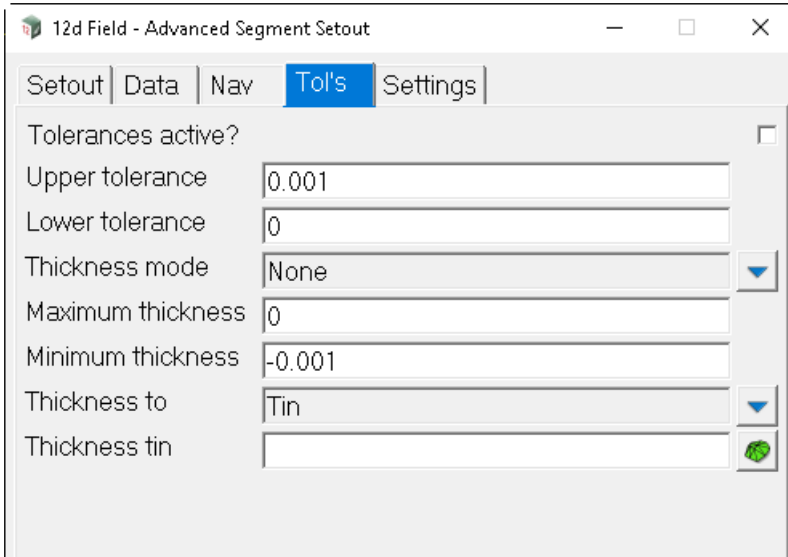 12d Field - Advanced Segment Setout
Setout Data Nav Tol's Settings
Tolerances active?
Upper tolerance 0.001
Lower tolerance 0
Thickness mode None
Maximum thickness 0
Minimum thickness -0.001
Thickness to Tin
Thickness tin